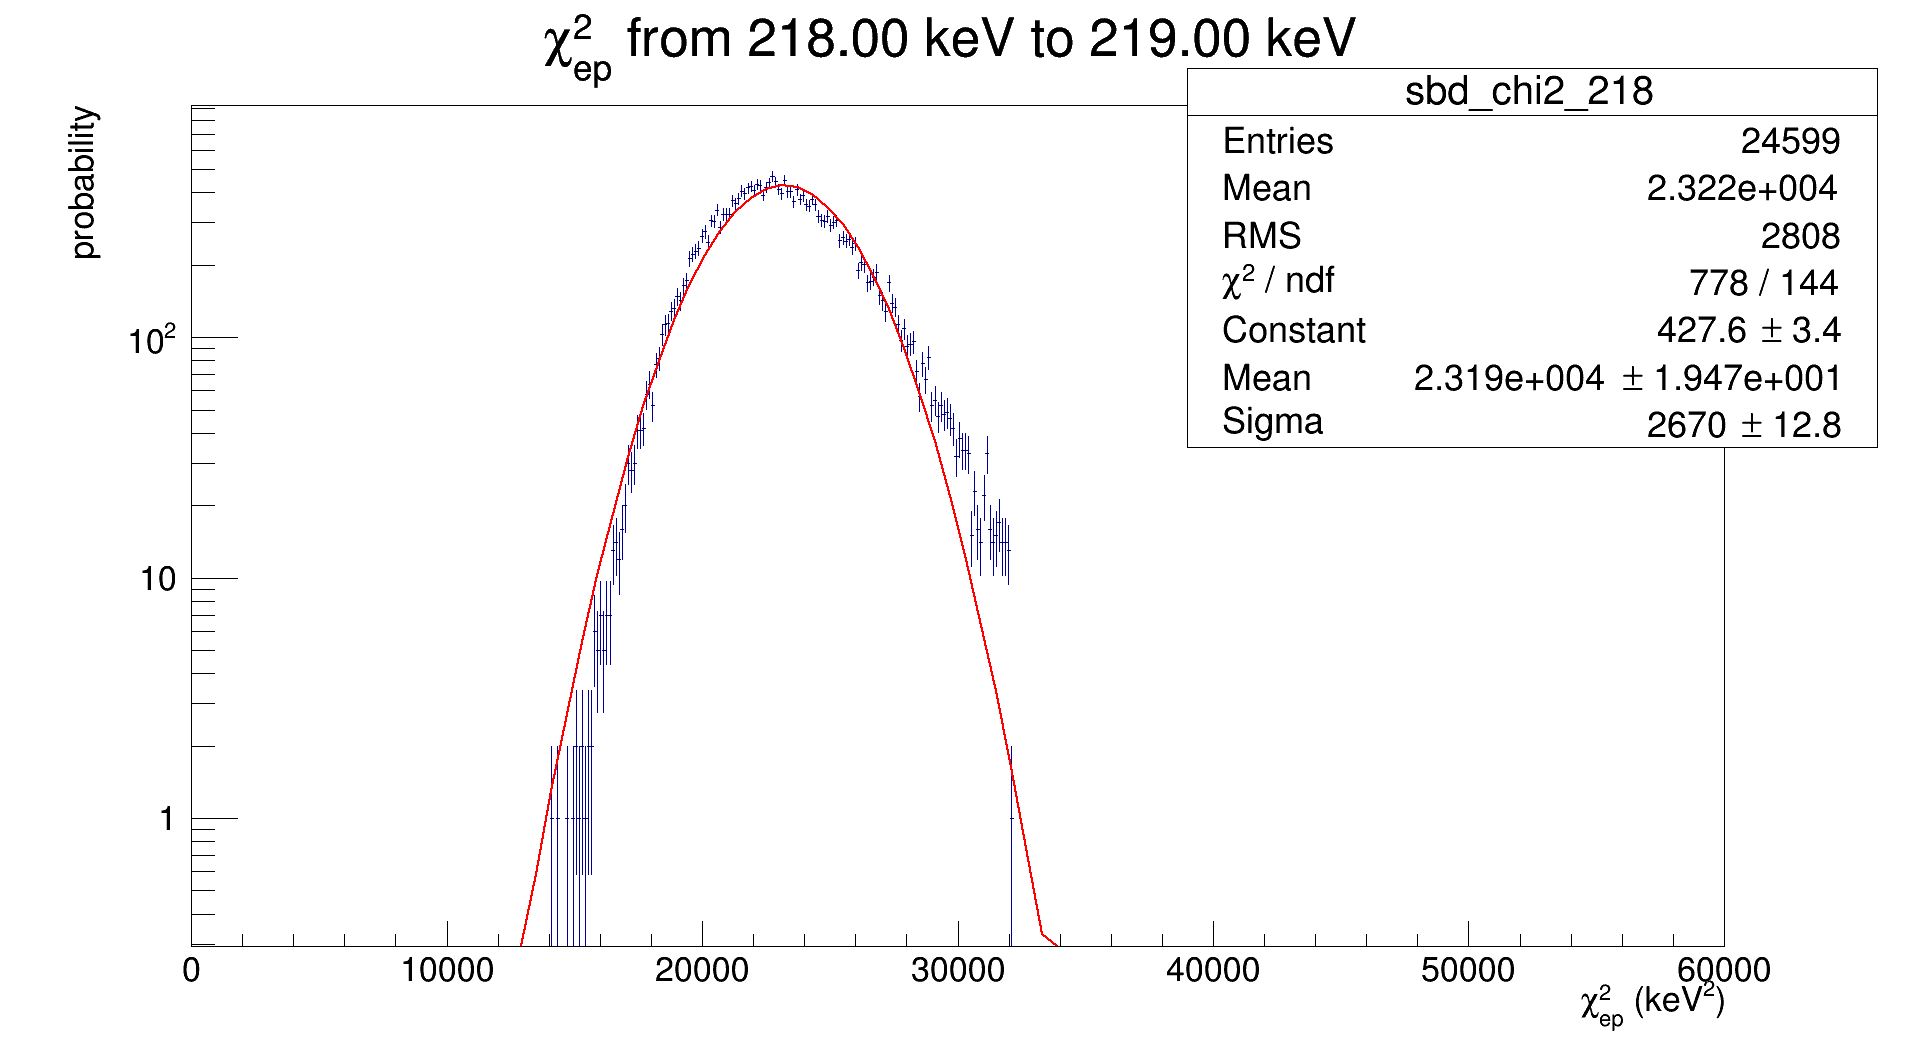 χ²ep from 218.00 keV to 219.00 keV
sbd_chi2_218
Entries 24599
Mean 2.322e+004
RMS 2808
χ² / ndf 778 / 144
Constant 427.6 ± 3.4
Mean 2.319e+004 ± 1.947e+001
Sigma 2670 ± 12.8
probability
10²
10
1
0 10000 20000 30000 40000 50000 60000
χ²ep (keV²)